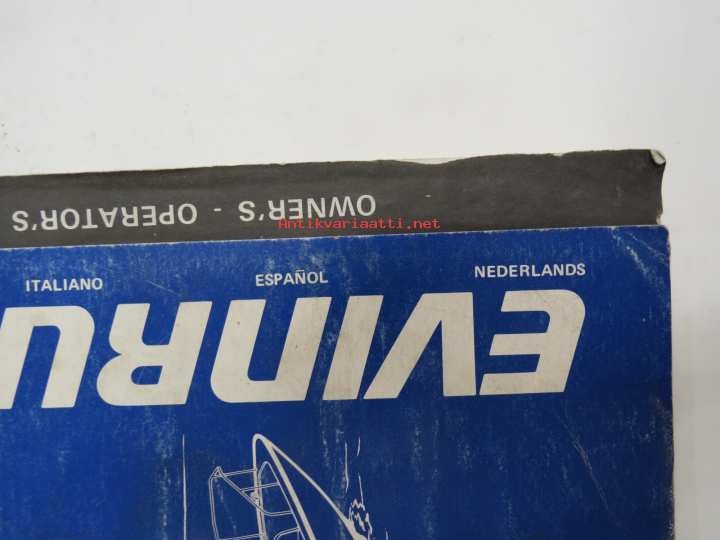 OWNER'S - OPERATOR'S
Antikvariaatti.net
ITALIANO ESPAÑOL NEDERLANDS
EVINRU